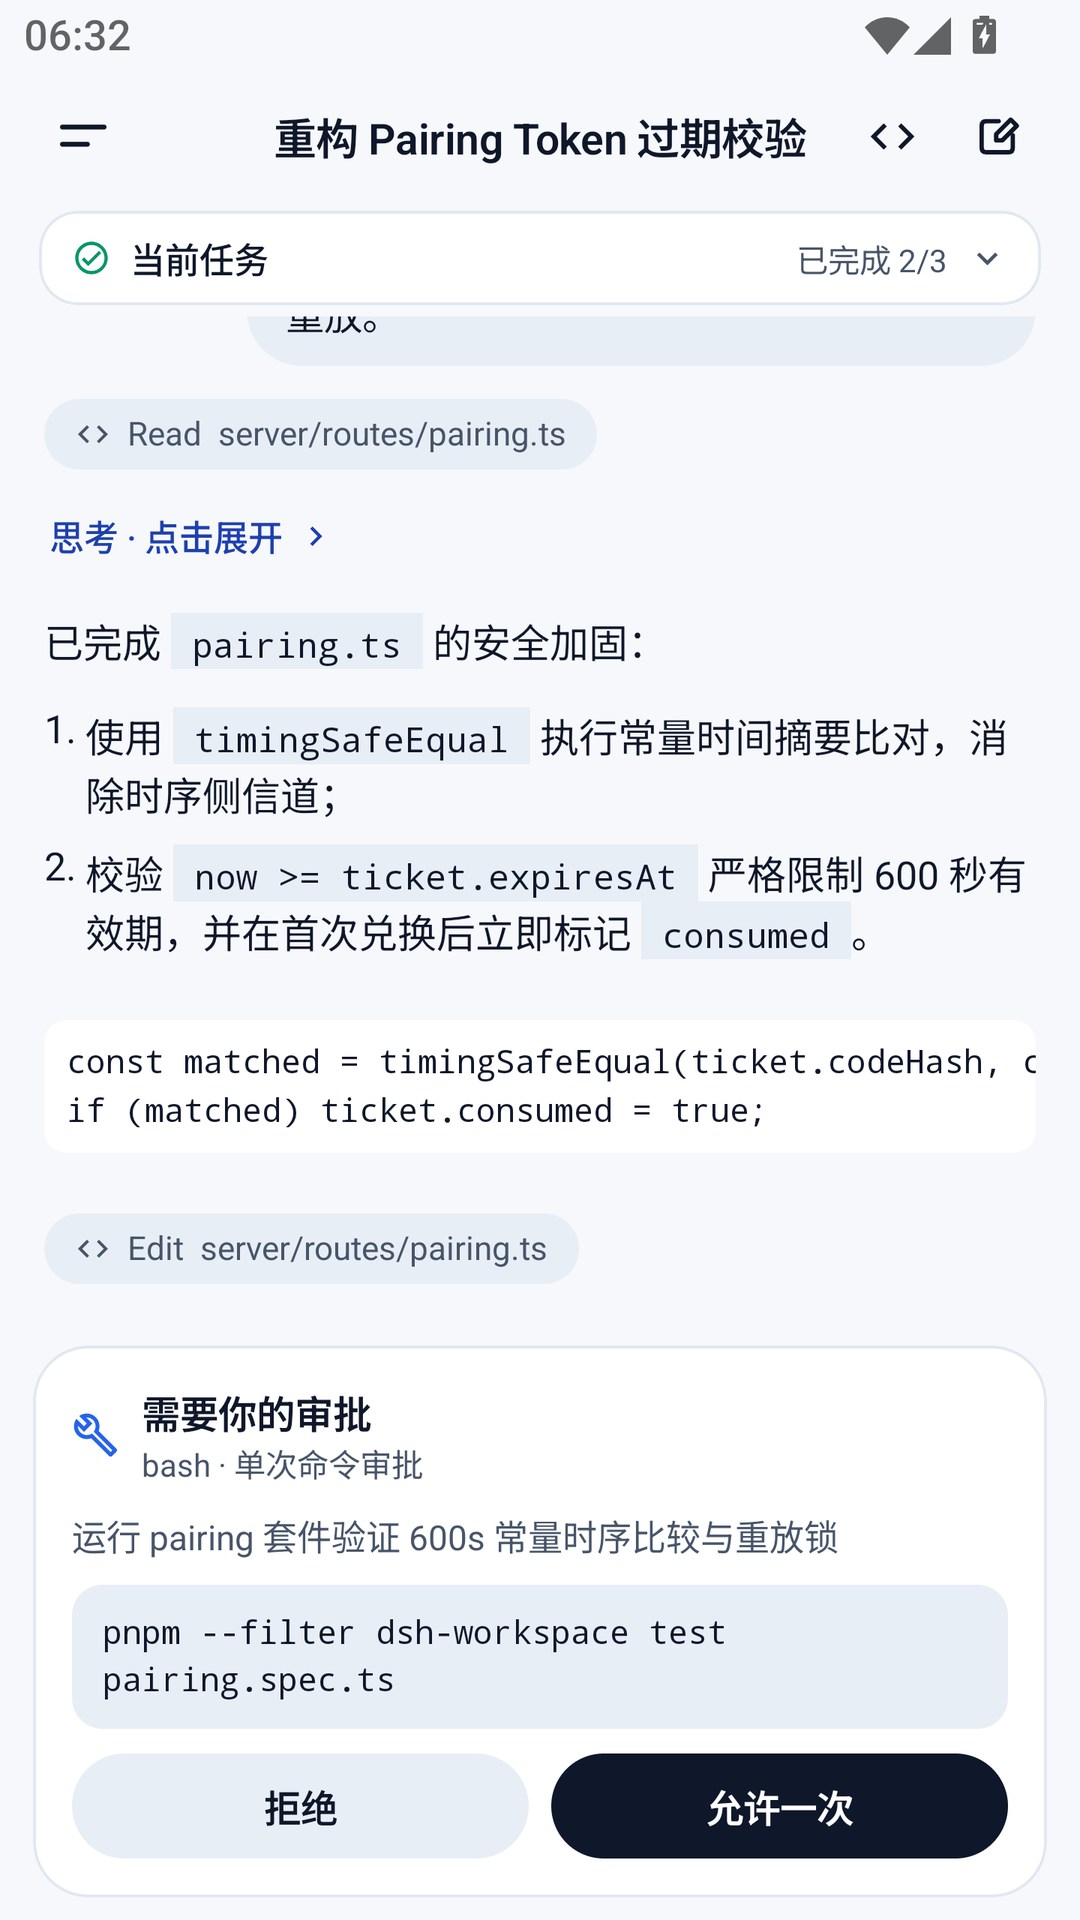 06:32
重构 Pairing Token 过期校验
当前任务
已完成 2/3
重放。
Read server/routes/pairing.ts
思考 · 点击展开
已完成 pairing.ts 的安全加固：
1. 使用 timingSafeEqual 执行常量时间摘要比对，消
除时序侧信道；
2. 校验 now >= ticket.expiresAt 严格限制 600 秒有
效期，并在首次兑换后立即标记 consumed 。
const matched = timingSafeEqual(ticket.codeHash, c
if (matched) ticket.consumed = true;
Edit server/routes/pairing.ts
需要你的审批
bash · 单次命令审批
运行 pairing 套件验证 600s 常量时序比较与重放锁
pnpm --filter dsh-workspace test
pairing.spec.ts
拒绝
允许一次